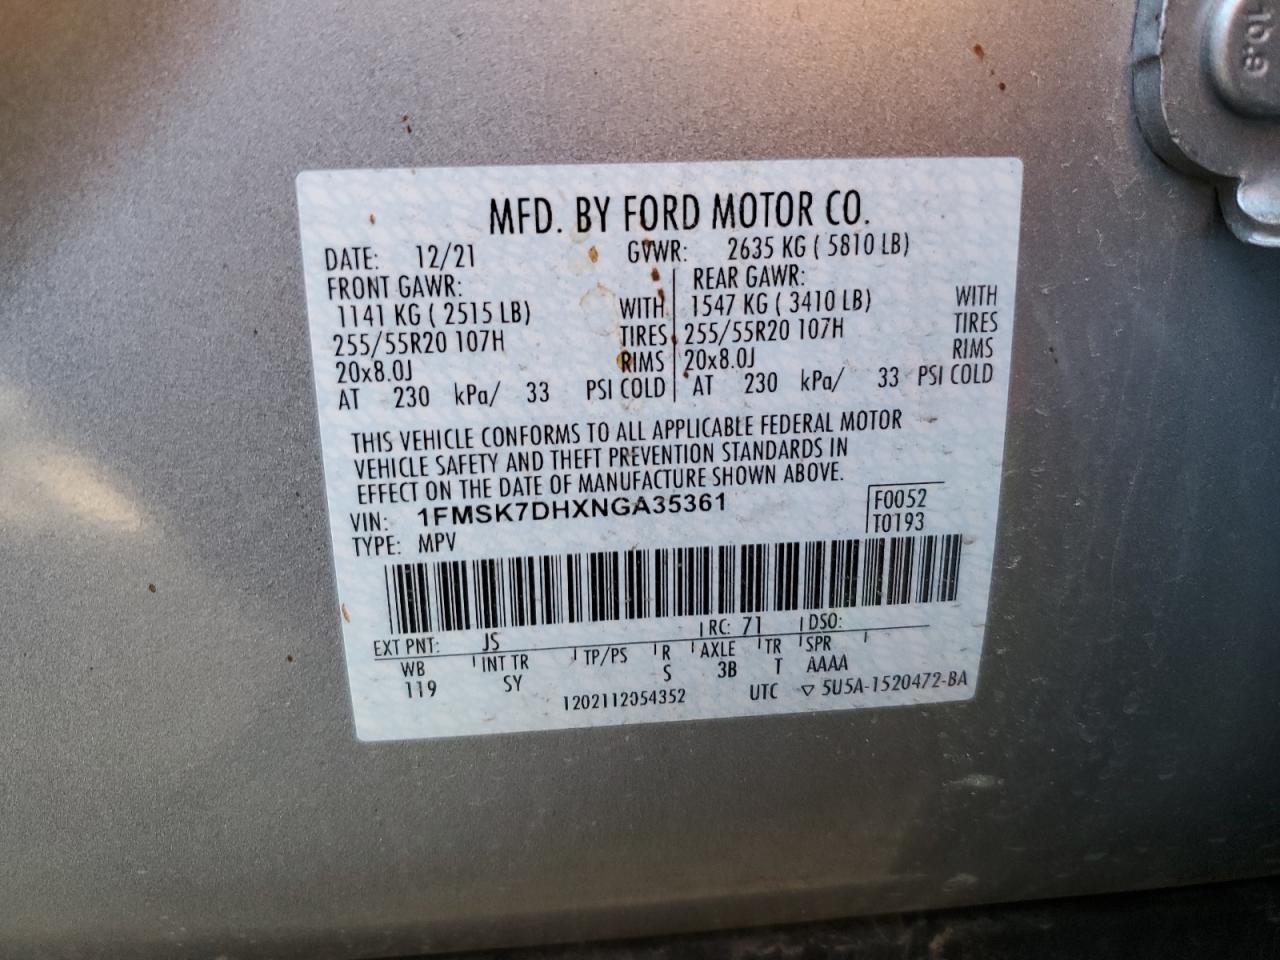 10.9
MFD. BY FORD MOTOR CO.
DATE: 12/21 GVWR: 2635 KG ( 5810 LB)
FRONT GAWR: REAR GAWR:
1141 KG ( 2515 LB) WITH 1547 KG ( 3410 LB) WITH
255/55R20 107H TIRES 255/55R20 107H TIRES
20x8.0J RIMS 20x8.0J RIMS
AT 230 kPa/ 33 PSI COLD AT 230 kPa/ 33 PSI COLD
THIS VEHICLE CONFORMS TO ALL APPLICABLE FEDERAL MOTOR
VEHICLE SAFETY AND THEFT PREVENTION STANDARDS IN
EFFECT ON THE DATE OF MANUFACTURE SHOWN ABOVE.
VIN: 1FMSK7DHXNGA35361 F0052
TYPE: MPV T0193
EXT PNT: JS RC: 71 DSO:
WB INT TR TP/PS R AXLE TR SPR
119 SY S 3B T AAAA
1202112054352 UTC ▽ 5U5A-1520472-BA